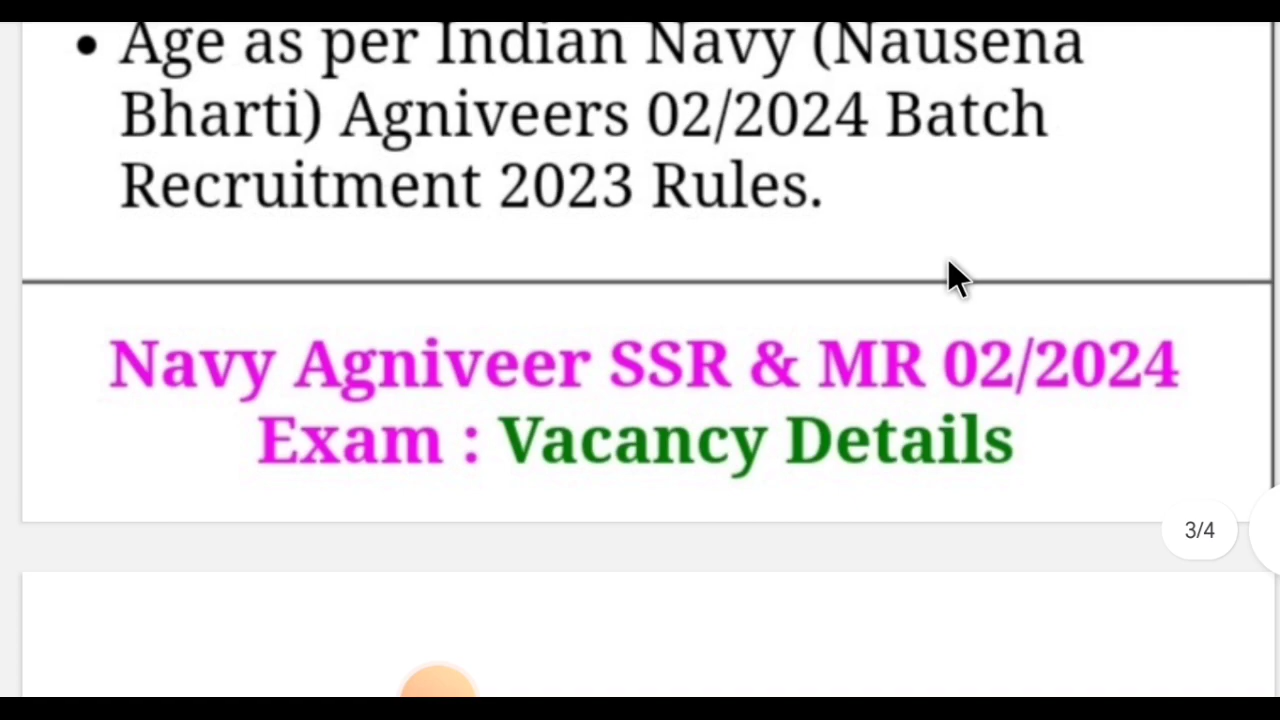 • Age as per Indian Navy (Nausena
Bharti) Agniveers 02/2024 Batch
Recruitment 2023 Rules.
Navy Agniveer SSR & MR 02/2024
Exam : Vacancy Details
3/4